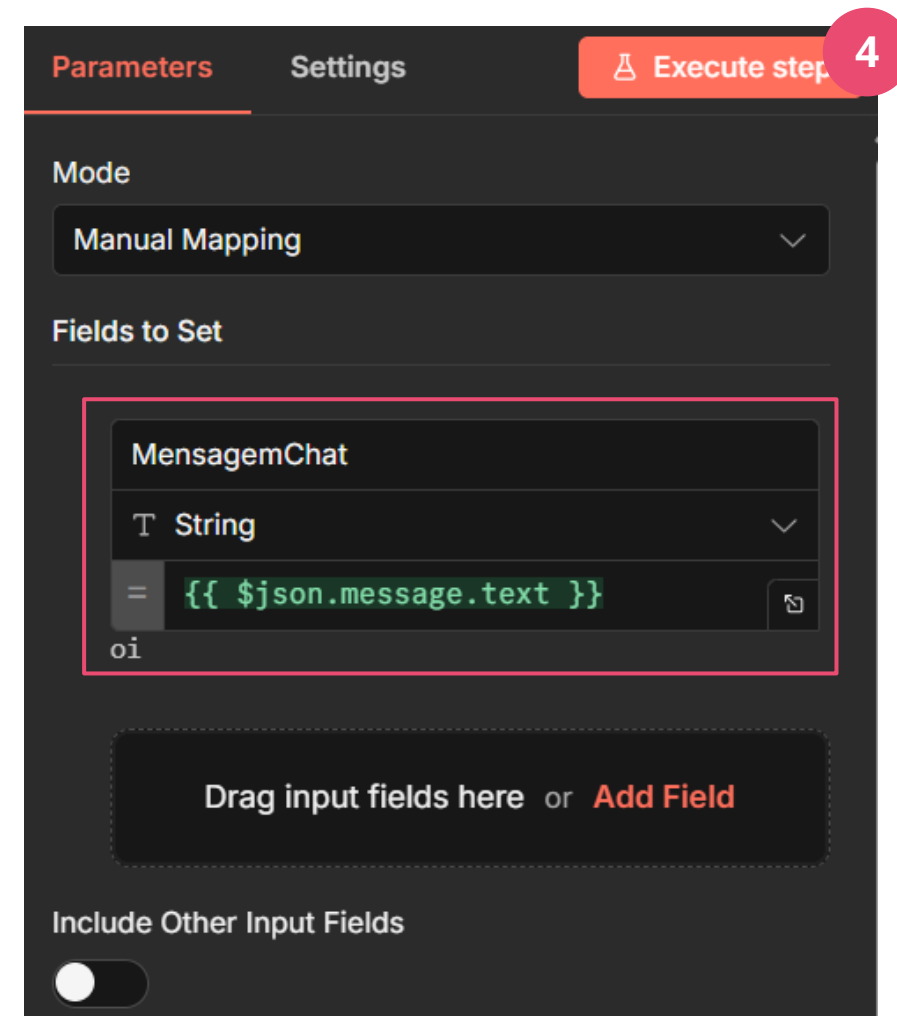 4
Parameters Settings Execute step
Mode
Manual Mapping
Fields to Set
MensagemChat
T String
= {{ $json.message.text }}
oi
Drag input fields here or Add Field
Include Other Input Fields